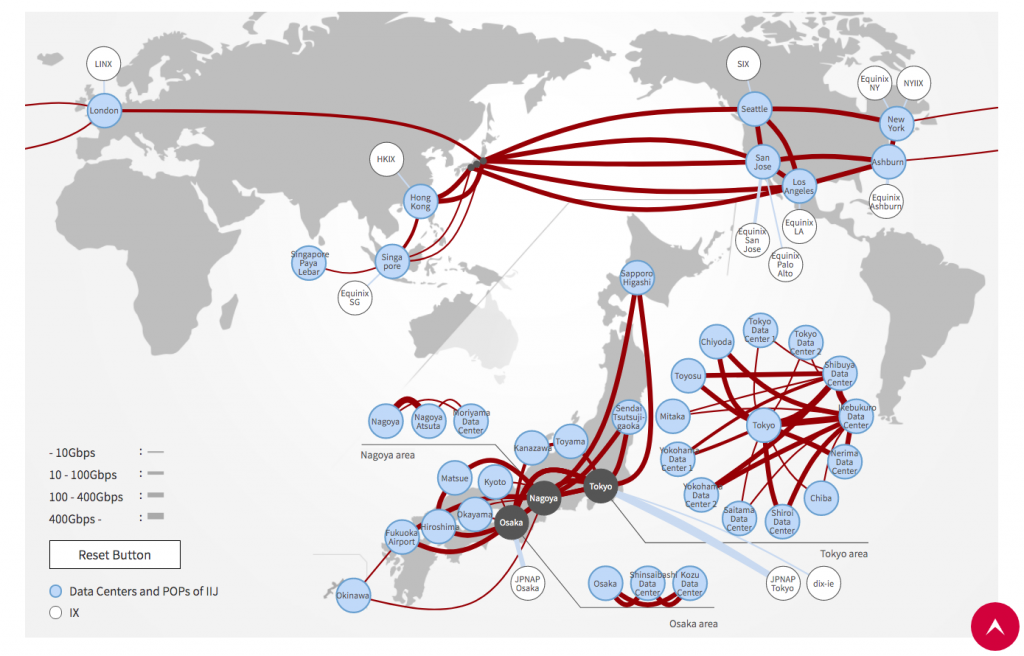 LINX
London
SIX
Seattle
Equinix
NY
NYIIX
New
York
San
Jose
Ashburn
Los
Angeles
Equinix
Ashburn
Equinix
LA
Equinix
San
Jose
Equinix
Palo
Alto
HKIX
Hong
Kong
Singapore
Paya
Lebar
Singa
pore
Equinix
SG
Sapporo
Higashi
Tokyo
Data
Center 1
Tokyo
Data
Center 2
Chiyoda
Shibuya
Data
Center
Toyosu
Mitaka
Tokyo
Ikebukuro
Data
Center
Yokohama
Data
Center 1
Nerima
Data
Center
Yokohama
Data
Center 2
Chiba
Saitama
Data
Center
Shiroi
Data
Center
Tokyo area
Nagoya
Nagoya
Atsuta
Moriyama
Data
Center
Nagoya area
Sendai
Tsutsuji-
gaoka
Kanazawa
Toyama
Matsue
Kyoto
Nagoya
Tokyo
Okayama
Osaka
Hiroshima
Fukuoka
Airport
Okinawa
JPNAP
Osaka
JPNAP
Tokyo
dix-ie
Osaka
Shinsaibashi
Data
Center
Kozu
Data
Center
Osaka area
- 10Gbps :
10 - 100Gbps :
100 - 400Gbps :
400Gbps - :
Reset Button
Data Centers and POPs of IIJ
IX